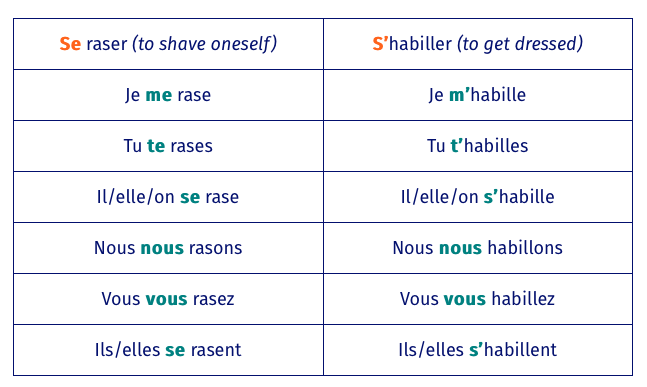 Se raser (to shave oneself) S’habiller (to get dressed)
Je me rase Je m’habille
Tu te rases Tu t’habilles
Il/elle/on se rase Il/elle/on s’habille
Nous nous rasons Nous nous habillons
Vous vous rasez Vous vous habillez
Ils/elles se rasent Ils/elles s’habillent